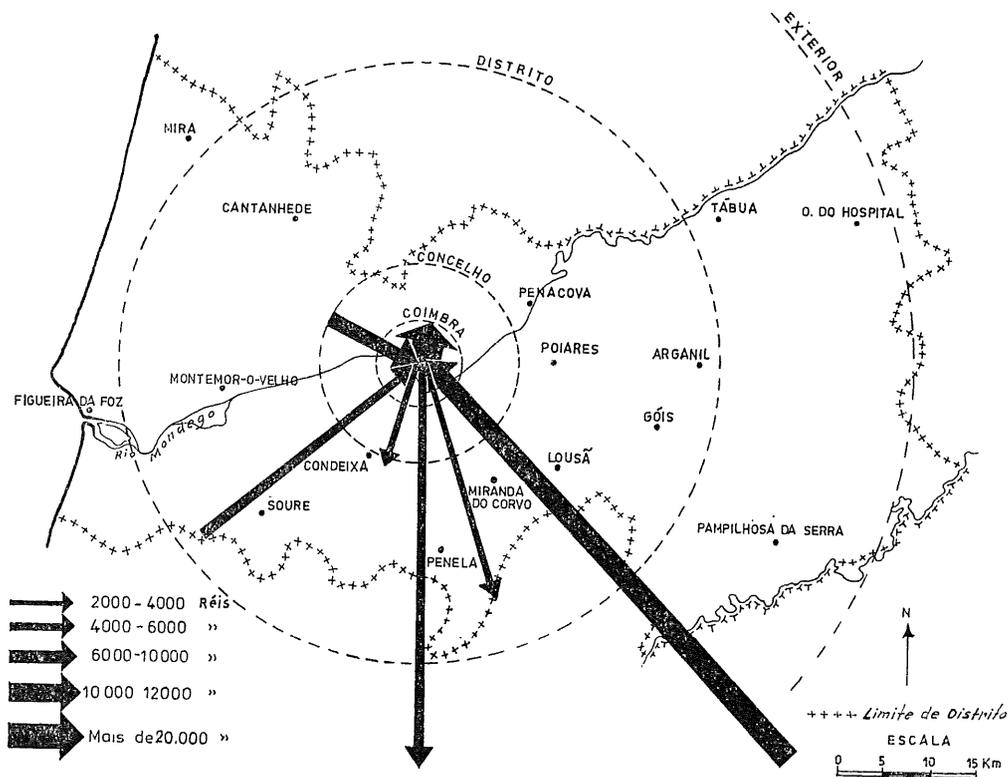 EXTERIOR
DISTRITO
MIRA
CANTANHEDE
TÁBUA
O. DO HOSPITAL
CONCELHO
PENACOVA
COIMBRA
POIARES
ARGANIL
MONTEMOR-O-VELHO
FIGUEIRA DA FOZ
Rio Mondego
GÓIS
CONDEIXA
LOUSÃ
MIRANDA
DO CORVO
SOURE
PAMPILHOSA DA SERRA
PENELA
2000-4000 Réis
4000-6000 »
6000-10000 »
10 000 12000 »
Mais de 20.000 »
N
++++ Limite de Distrito
ESCALA
0 5 10 15 Km